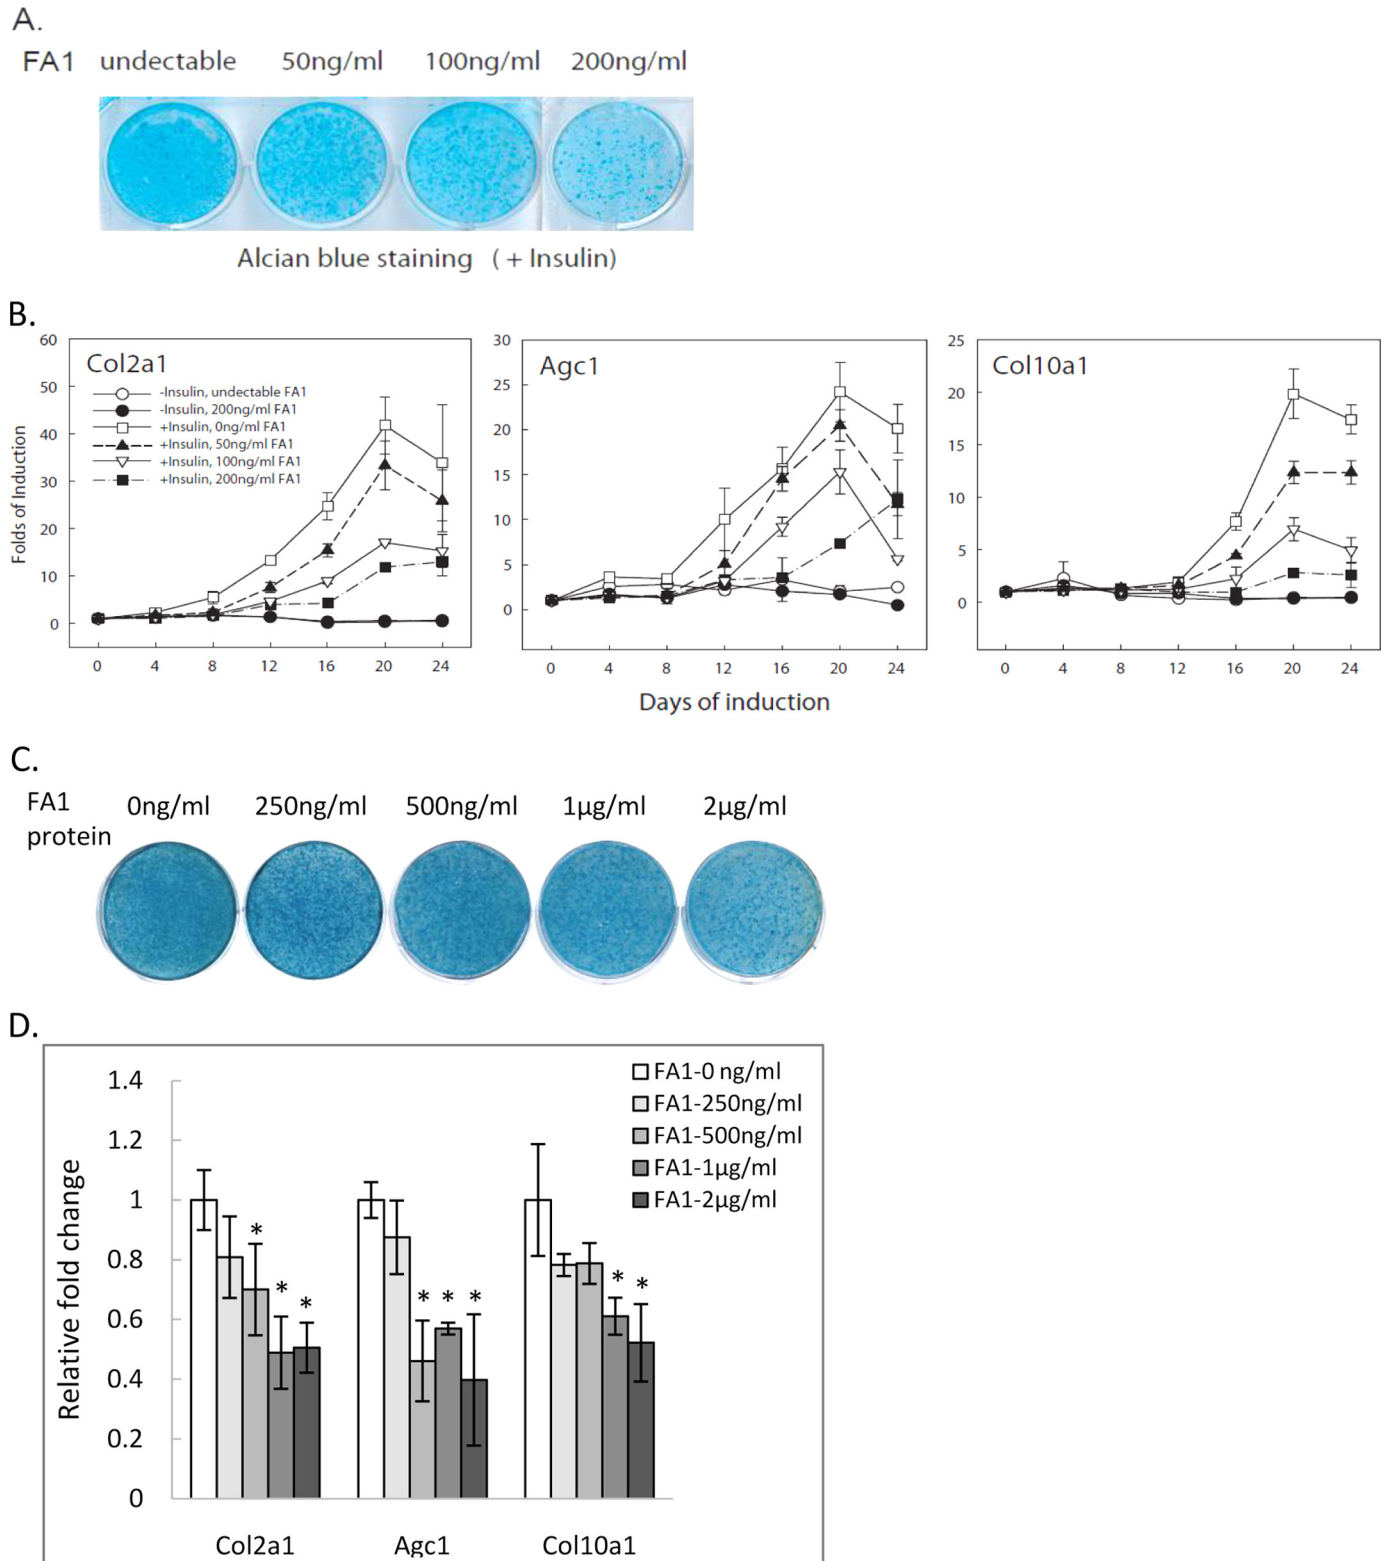 A.
FA1 undectable 50ng/ml 100ng/ml 200ng/ml
Alcian blue staining ( + Insulin)
B.
Folds of Induction
60
50
40
30
20
10
0
Col2a1
-Insulin, undectable FA1
-Insulin, 200ng/ml FA1
+Insulin, 0ng/ml FA1
+Insulin, 50ng/ml FA1
+Insulin, 100ng/ml FA1
+Insulin, 200ng/ml FA1
0 4 8 12 16 20 24
30
25
20
15
10
5
0
Agc1
0 4 8 12 16 20 24
25
20
15
10
5
0
Col10a1
0 4 8 12 16 20 24
Days of induction
C.
FA1
protein
0ng/ml 250ng/ml 500ng/ml 1µg/ml 2µg/ml
D.
Relative fold change
1.4
1.2
1
0.8
0.6
0.4
0.2
0
FA1-0 ng/ml
FA1-250ng/ml
FA1-500ng/ml
FA1-1µg/ml
FA1-2µg/ml
* * *
* * *
* *
Col2a1 Agc1 Col10a1